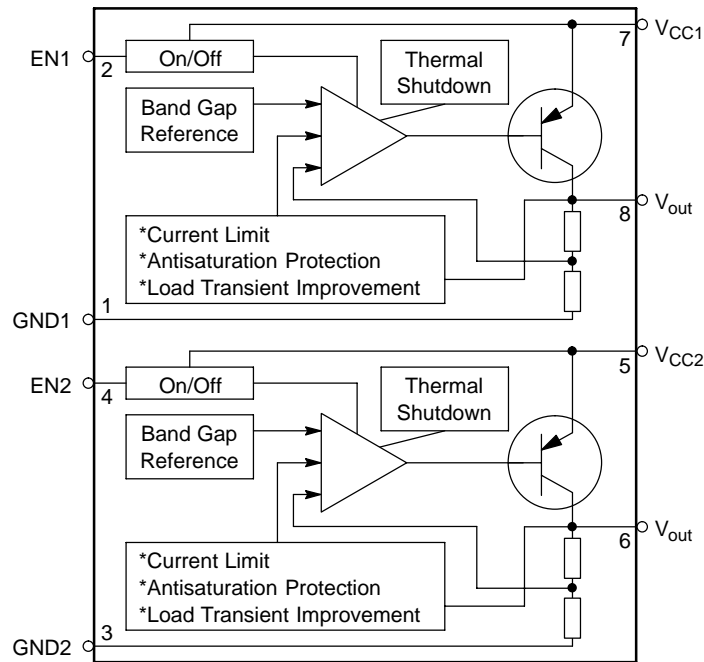 7
V_CC1
EN1
2
On/Off
Thermal
Shutdown
Band Gap
Reference
8
V_out
*Current Limit
*Antisaturation Protection
*Load Transient Improvement
1
GND1
5
V_CC2
EN2
4
On/Off
Thermal
Shutdown
Band Gap
Reference
6
V_out
*Current Limit
*Antisaturation Protection
*Load Transient Improvement
3
GND2